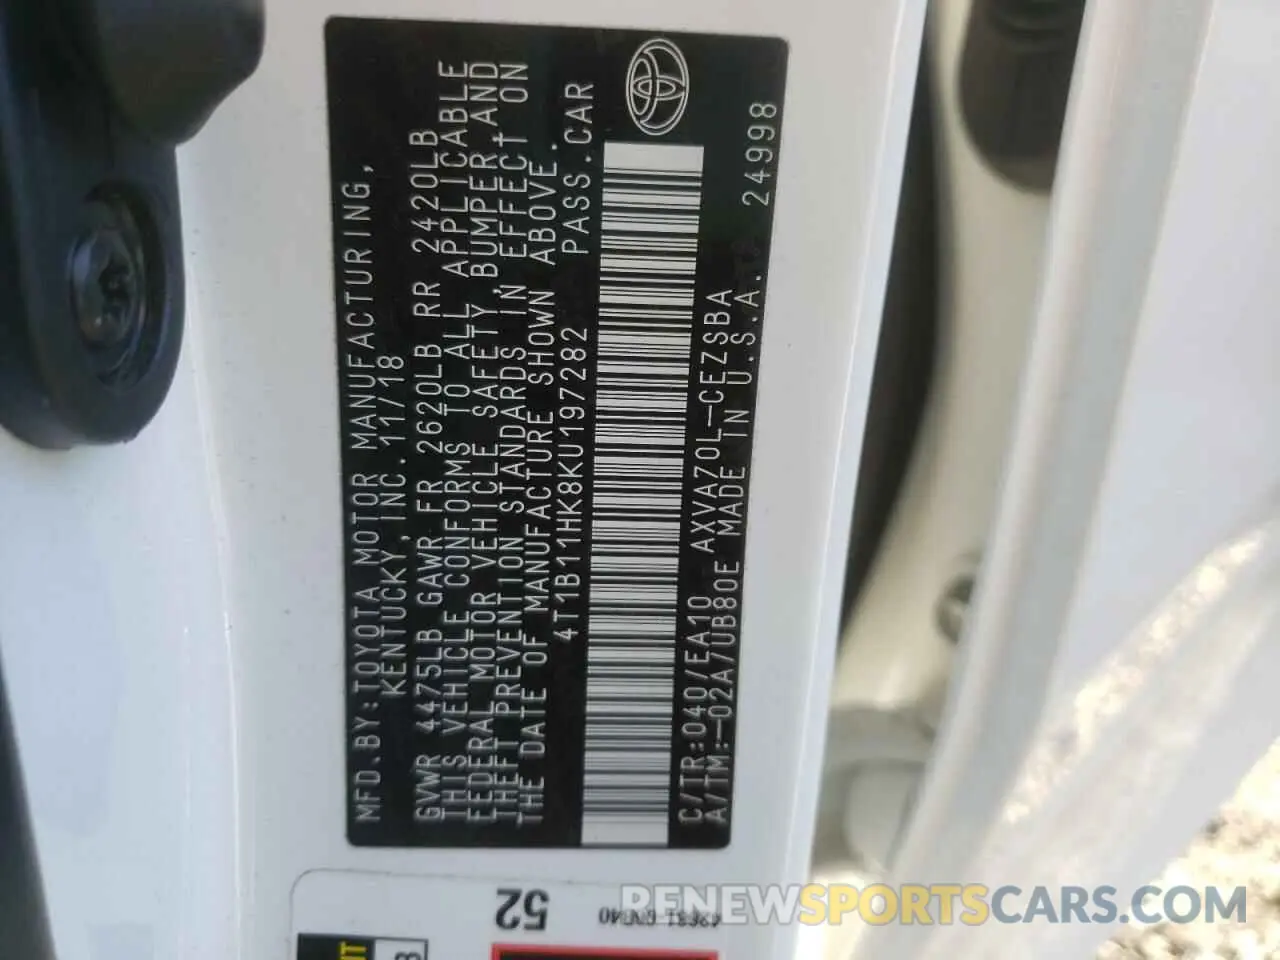 MFD.BY:TOYOTA MOTOR MANUFACTURING,
KENTUCKY,INC. 11/18
GVWR 4475LB GAWR FR 2620LB RR 2420LB
THIS VEHICLE CONFORMS TO ALL APPLICABLE
FEDERAL MOTOR VEHICLE SAFETY,BUMPER,AND
THEFT PREVENTION STANDARDS IN EFFECT ON
THE DATE OF MANUFACTURE SHOWN ABOVE.
4T1B11HK8KU197282 PASS.CAR
C/TR:040/EA10 AXVA70L-CEZSBA
A/TM:-02A/UB80E MADE IN U.S.A. 24998
52
RENEWSPORTSCARS.COM